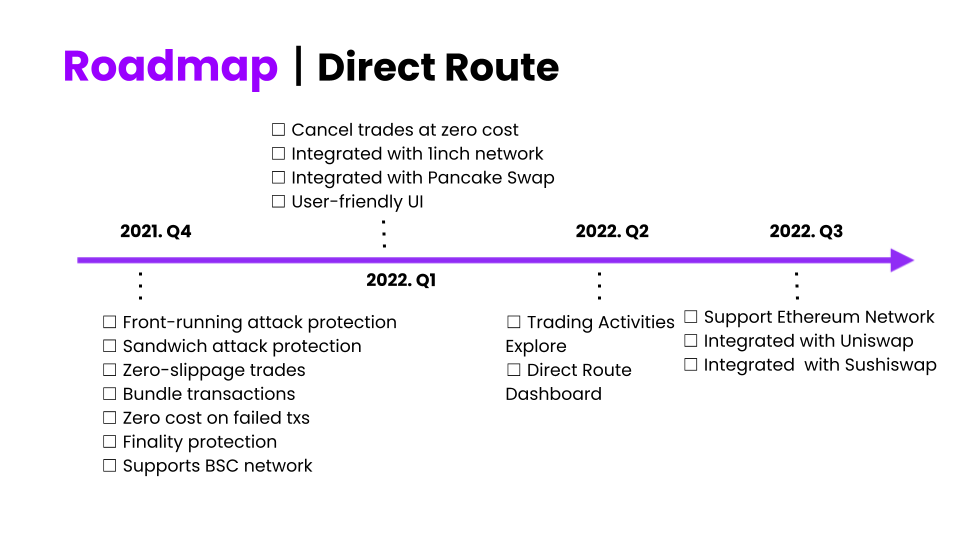 Roadmap | Direct Route
☐ Cancel trades at zero cost
☐ Integrated with 1inch network
☐ Integrated with Pancake Swap
☐ User-friendly UI
2021. Q4
2022. Q2
2022. Q3
2022. Q1
☐ Front-running attack protection
☐ Sandwich attack protection
☐ Zero-slippage trades
☐ Bundle transactions
☐ Zero cost on failed txs
☐ Finality protection
☐ Supports BSC network
☐ Trading Activities
Explore
☐ Direct Route
Dashboard
☐ Support Ethereum Network
☐ Integrated with Uniswap
☐ Integrated  with Sushiswap